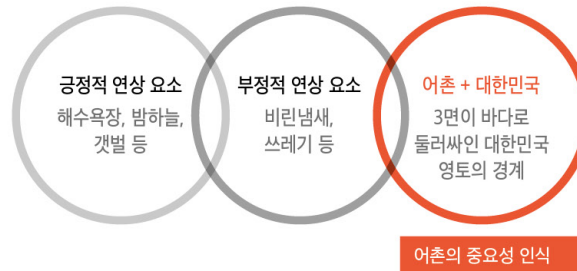 긍정적 연상 요소
해수욕장, 밤하늘,
갯벌 등
부정적 연상 요소
비린냄새,
쓰레기 등
어촌 + 대한민국
3면이 바다로
둘러싸인 대한민국
영토의 경계
어촌의 중요성 인식